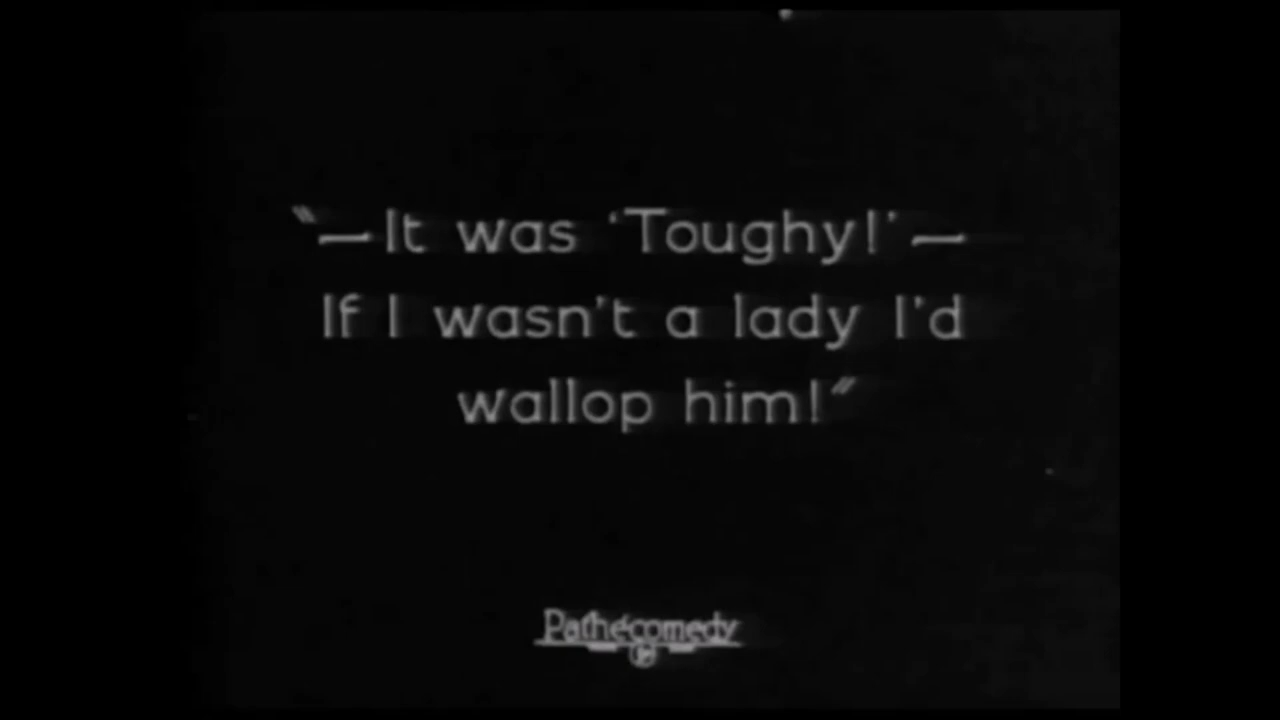 "—It was 'Toughy!'—
If I wasn't a lady I'd
wallop him!"
Pathécomedy